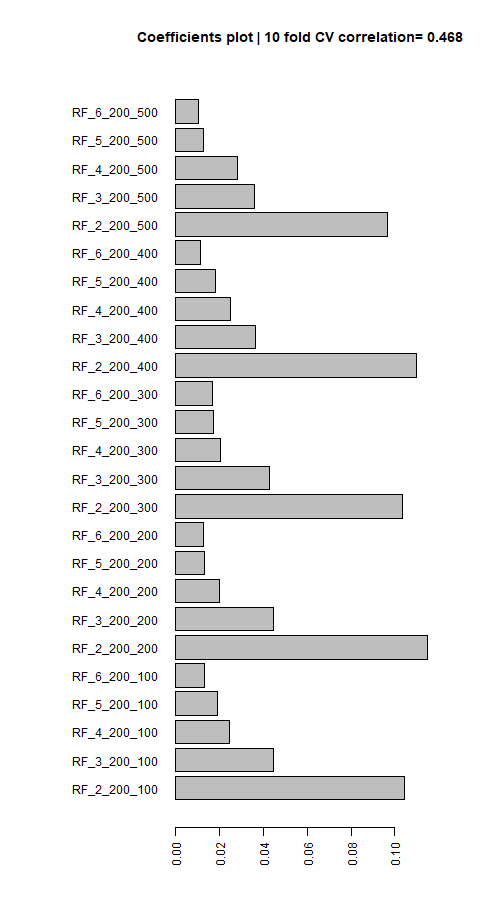 Coefficients plot | 10 fold CV correlation= 0.468
RF_6_200_500
RF_5_200_500
RF_4_200_500
RF_3_200_500
RF_2_200_500
RF_6_200_400
RF_5_200_400
RF_4_200_400
RF_3_200_400
RF_2_200_400
RF_6_200_300
RF_5_200_300
RF_4_200_300
RF_3_200_300
RF_2_200_300
RF_6_200_200
RF_5_200_200
RF_4_200_200
RF_3_200_200
RF_2_200_200
RF_6_200_100
RF_5_200_100
RF_4_200_100
RF_3_200_100
RF_2_200_100
0.00
0.02
0.04
0.06
0.08
0.10